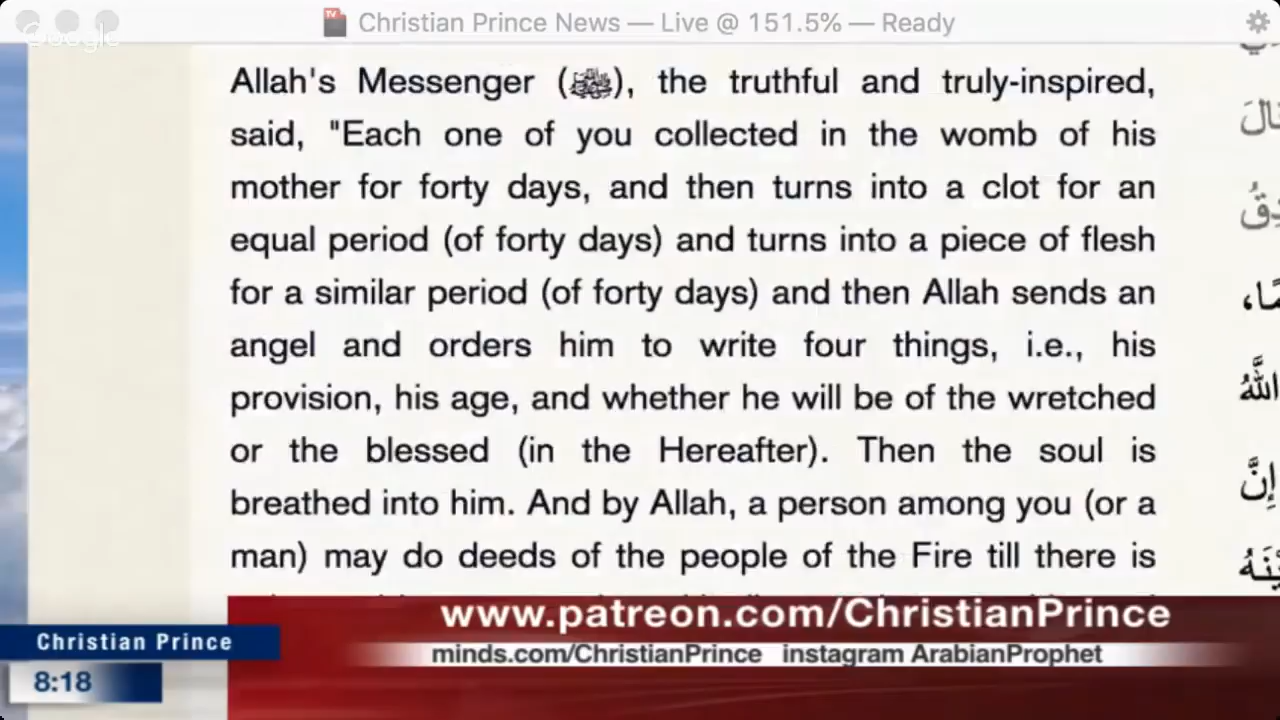 Christian Prince News — Live @ 151.5% — Ready
Google
Allah's Messenger (ﷺ), the truthful and truly-inspired,
said, "Each one of you collected in the womb of his
mother for forty days, and then turns into a clot for an
equal period (of forty days) and turns into a piece of flesh
for a similar period (of forty days) and then Allah sends an
angel and orders him to write four things, i.e., his
provision, his age, and whether he will be of the wretched
or the blessed (in the Hereafter). Then the soul is
breathed into him. And by Allah, a person among you (or a
man) may do deeds of the people of the Fire till there is
قَالَ
اللَّهُ
إِنَّ
www.patreon.com/ChristianPrince
Christian Prince
minds.com/ChristianPrince instagram ArabianProphet
8:18